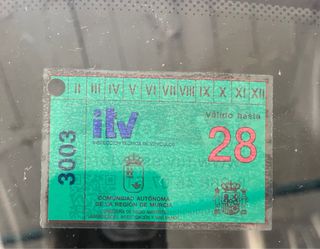 II III IV V VI VII VIII IX X XI XII
itv
INSPECCIÓN TÉCNICA DE VEHÍCULOS
válido hasta
28
3003
COMUNIDAD AUTÓNOMA
DE LA REGIÓN DE MURCIA